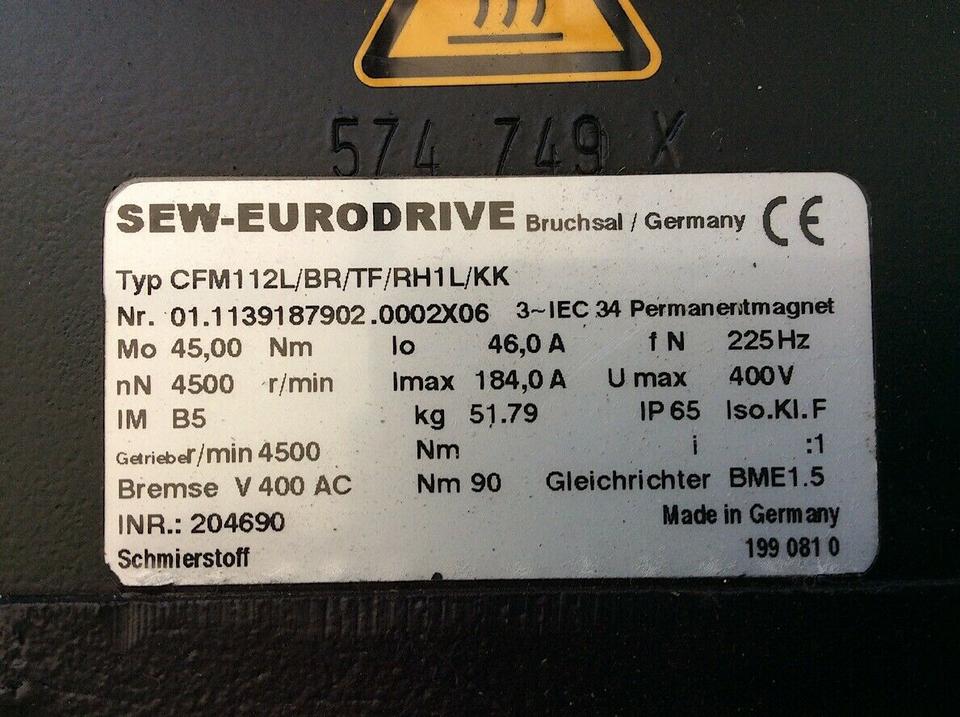 574 749 X
SEW-EURODRIVE Bruchsal / Germany CE
Typ CFM112L/BR/TF/RH1L/KK
Nr. 01.1139187902.0002X06 3~IEC 34 Permanentmagnet
Mo 45,00 Nm Io 46,0 A f N 225Hz
nN 4500 r/min Imax 184,0 A U max 400V
IM B5 kg 51.79 IP 65 Iso.Kl.F
Getriebe r/min 4500 Nm i :1
Bremse V 400 AC Nm 90 Gleichrichter BME1.5
INR.: 204690 Made in Germany
Schmierstoff 199 081 0